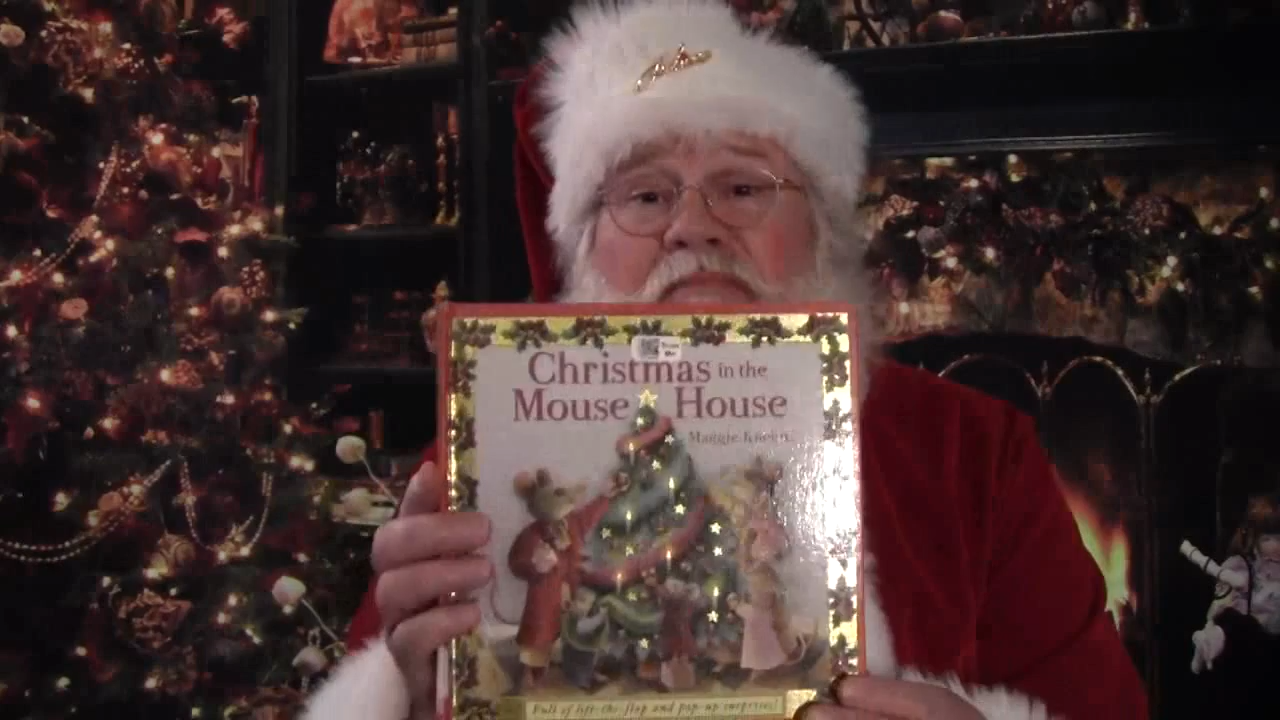 Christmas in the
Mouse House
Maggie Kneen
Full of lift-the-flap and pop-up surprises!